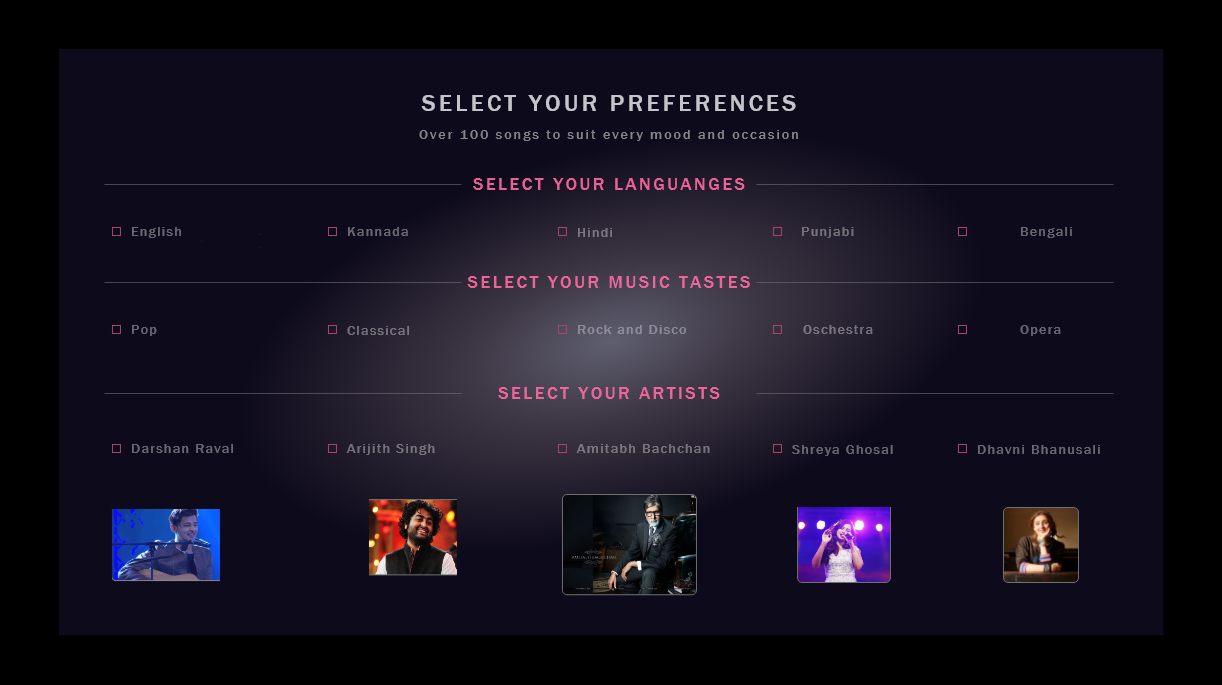 SELECT YOUR PREFERENCES
Over 100 songs to suit every mood and occasion
SELECT YOUR LANGUANGES
English Kannada Hindi Punjabi Bengali
SELECT YOUR MUSIC TASTES
Pop Classical Rock and Disco Oschestra Opera
SELECT YOUR ARTISTS
Darshan Raval Arijith Singh Amitabh Bachchan Shreya Ghosal Dhavni Bhanusali